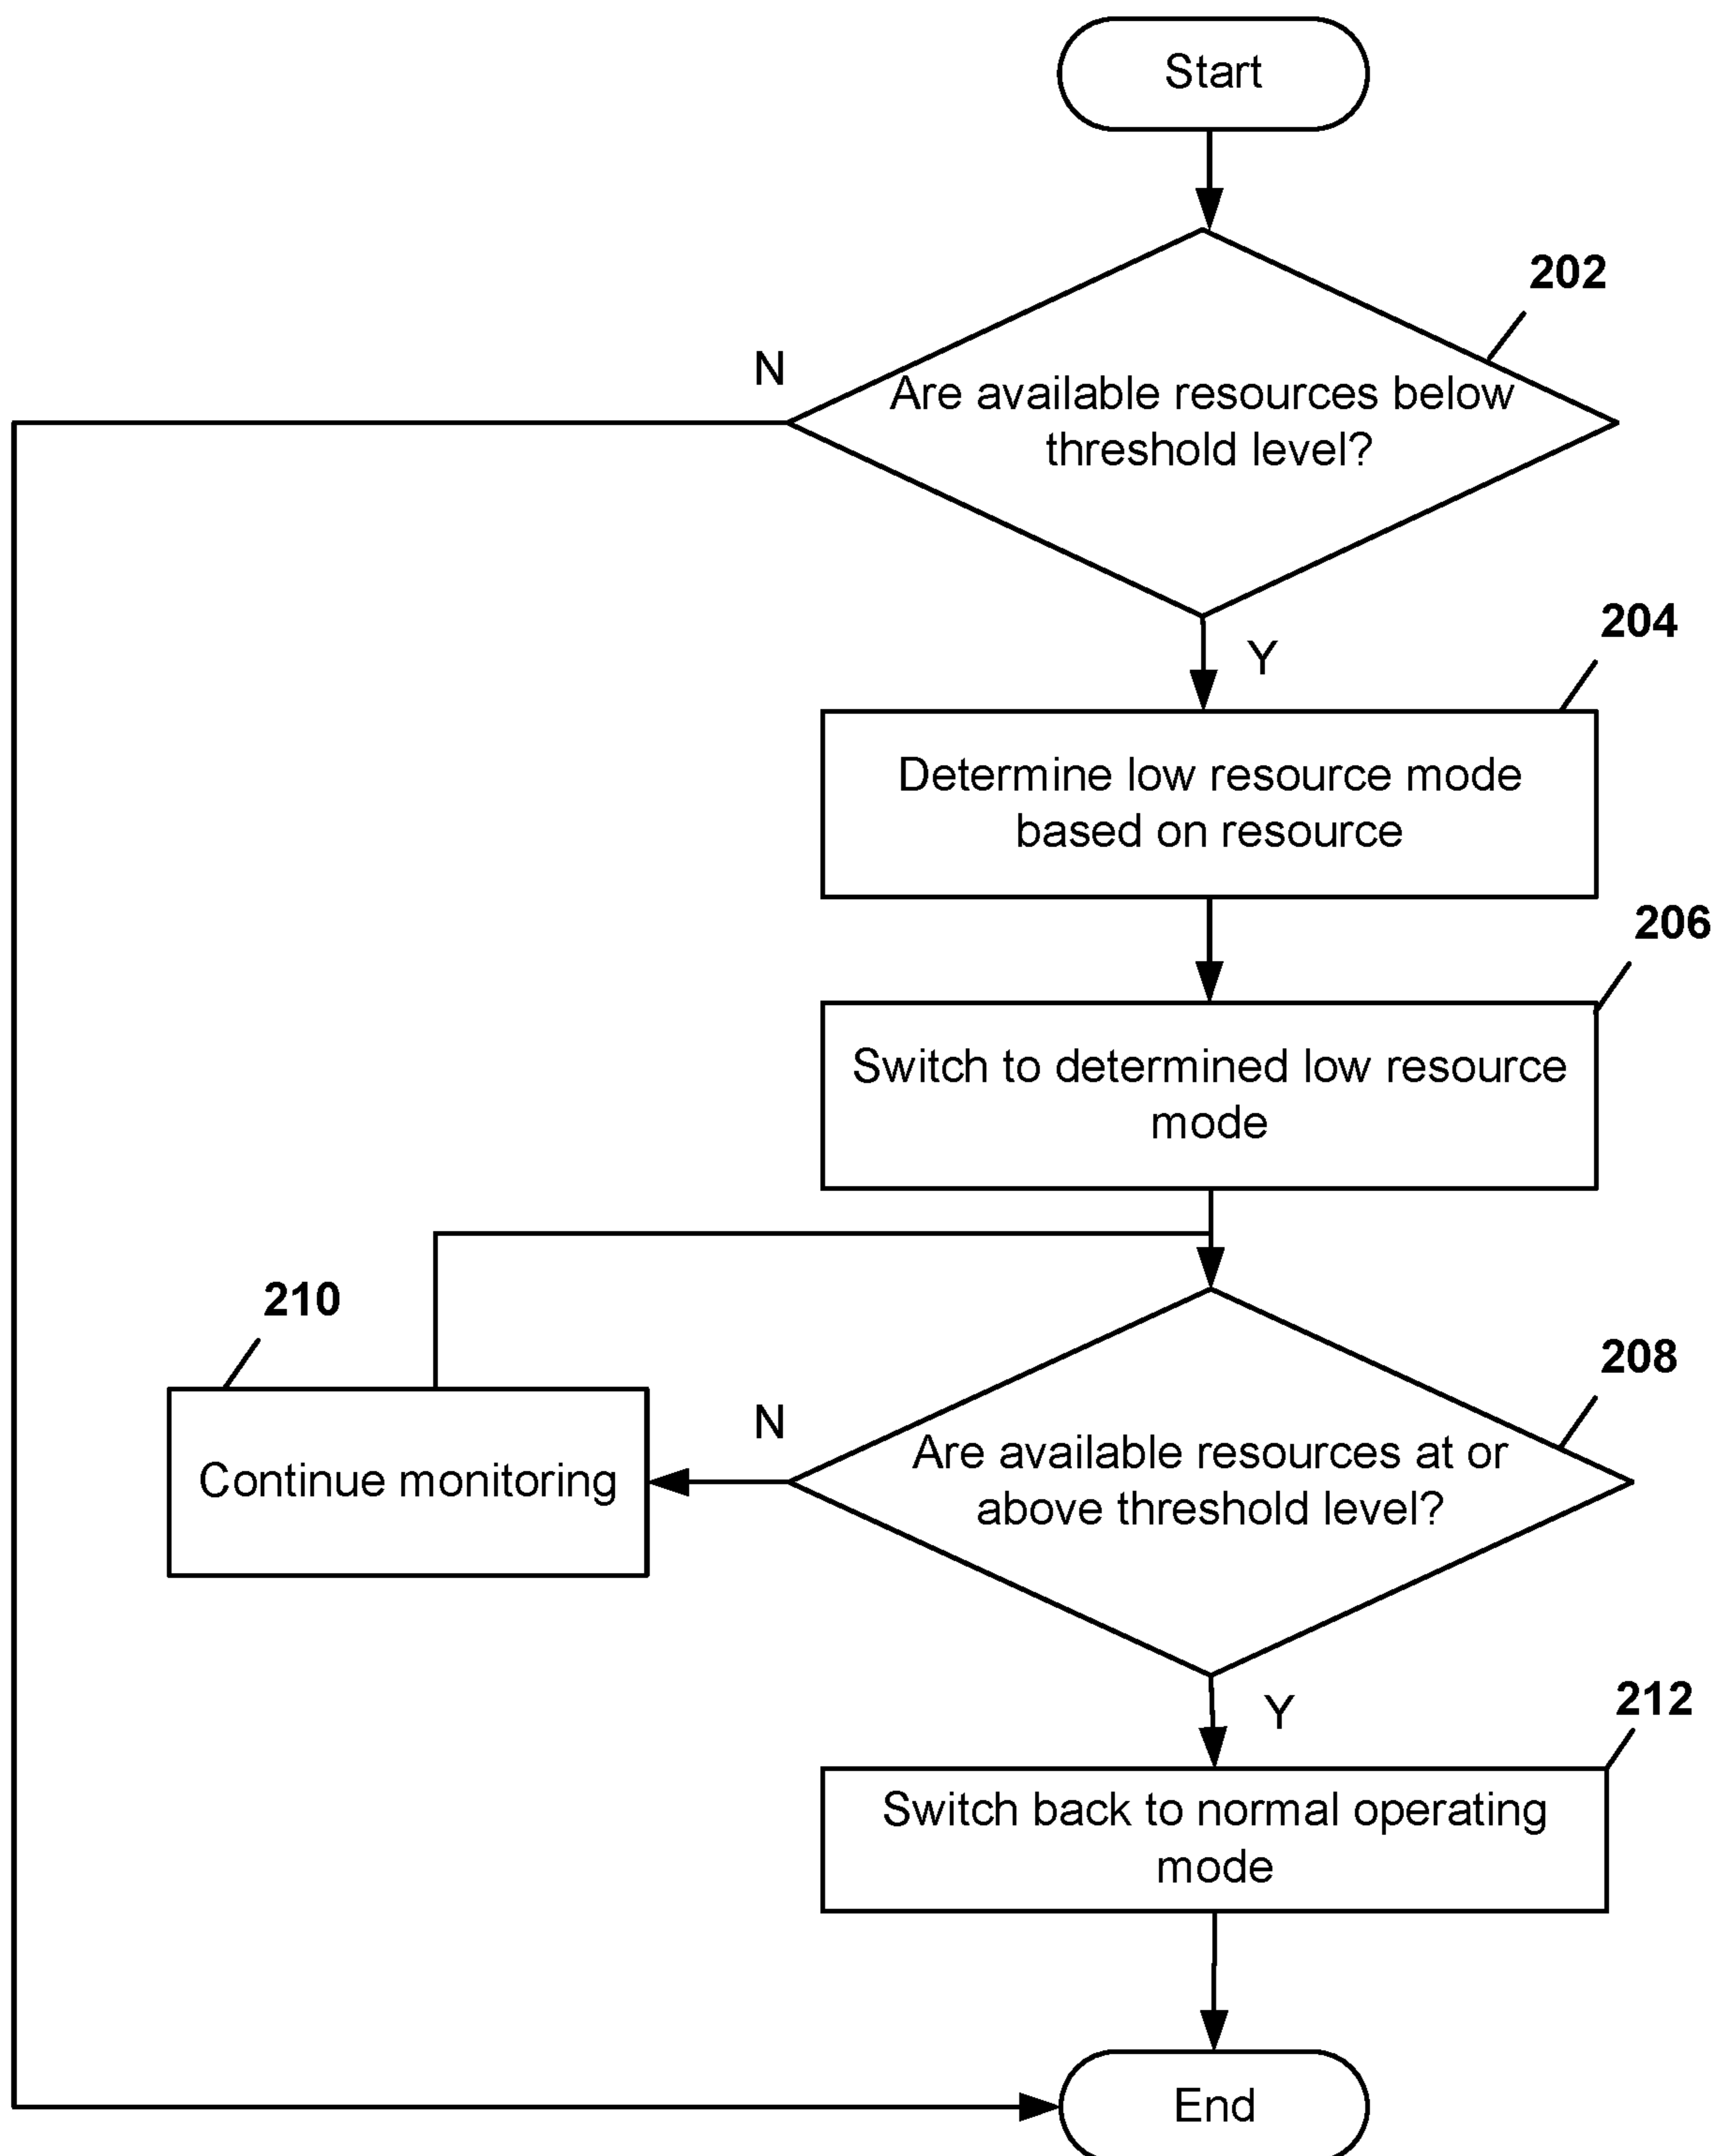 Start
202
N
Are available resources below
threshold level?
Y
204
Determine low resource mode
based on resource
206
Switch to determined low resource
mode
210
Continue monitoring
N
208
Are available resources at or
above threshold level?
Y
212
Switch back to normal operating
mode
End